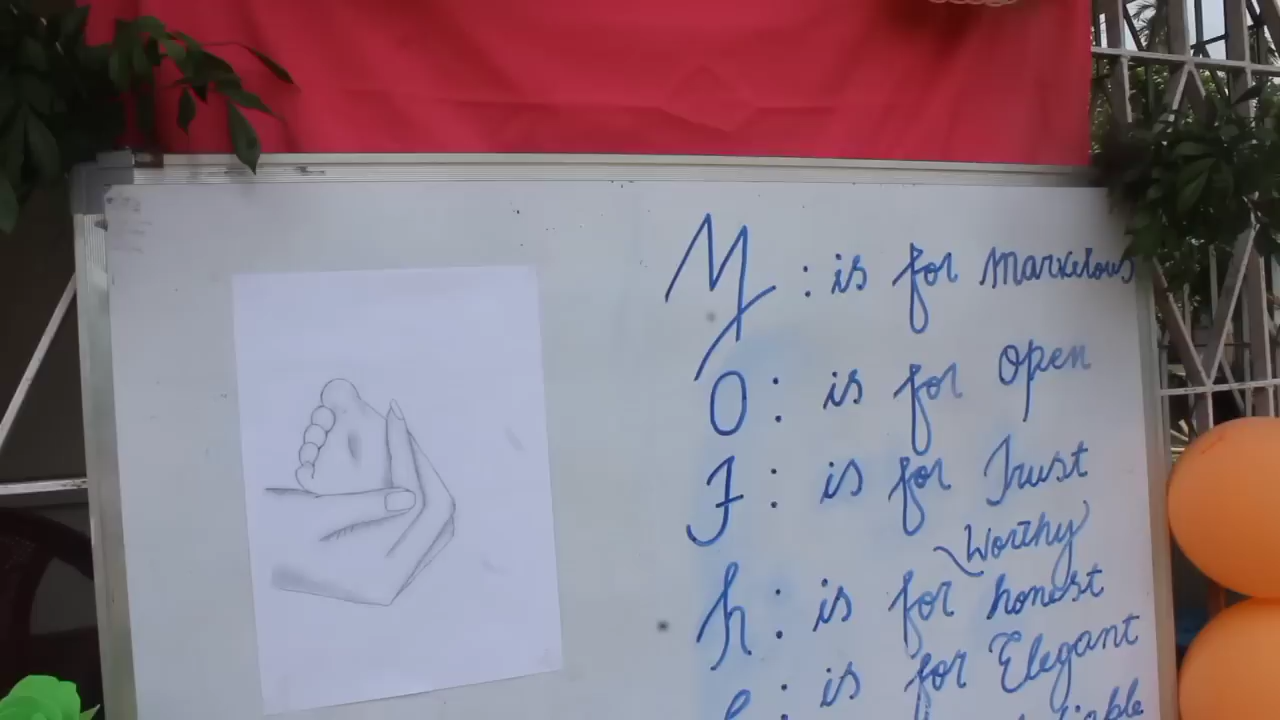 M : is for Marvelous
O : is for Open
T : is for Trust
Worthy
h : is for honest
e : is for Elegant